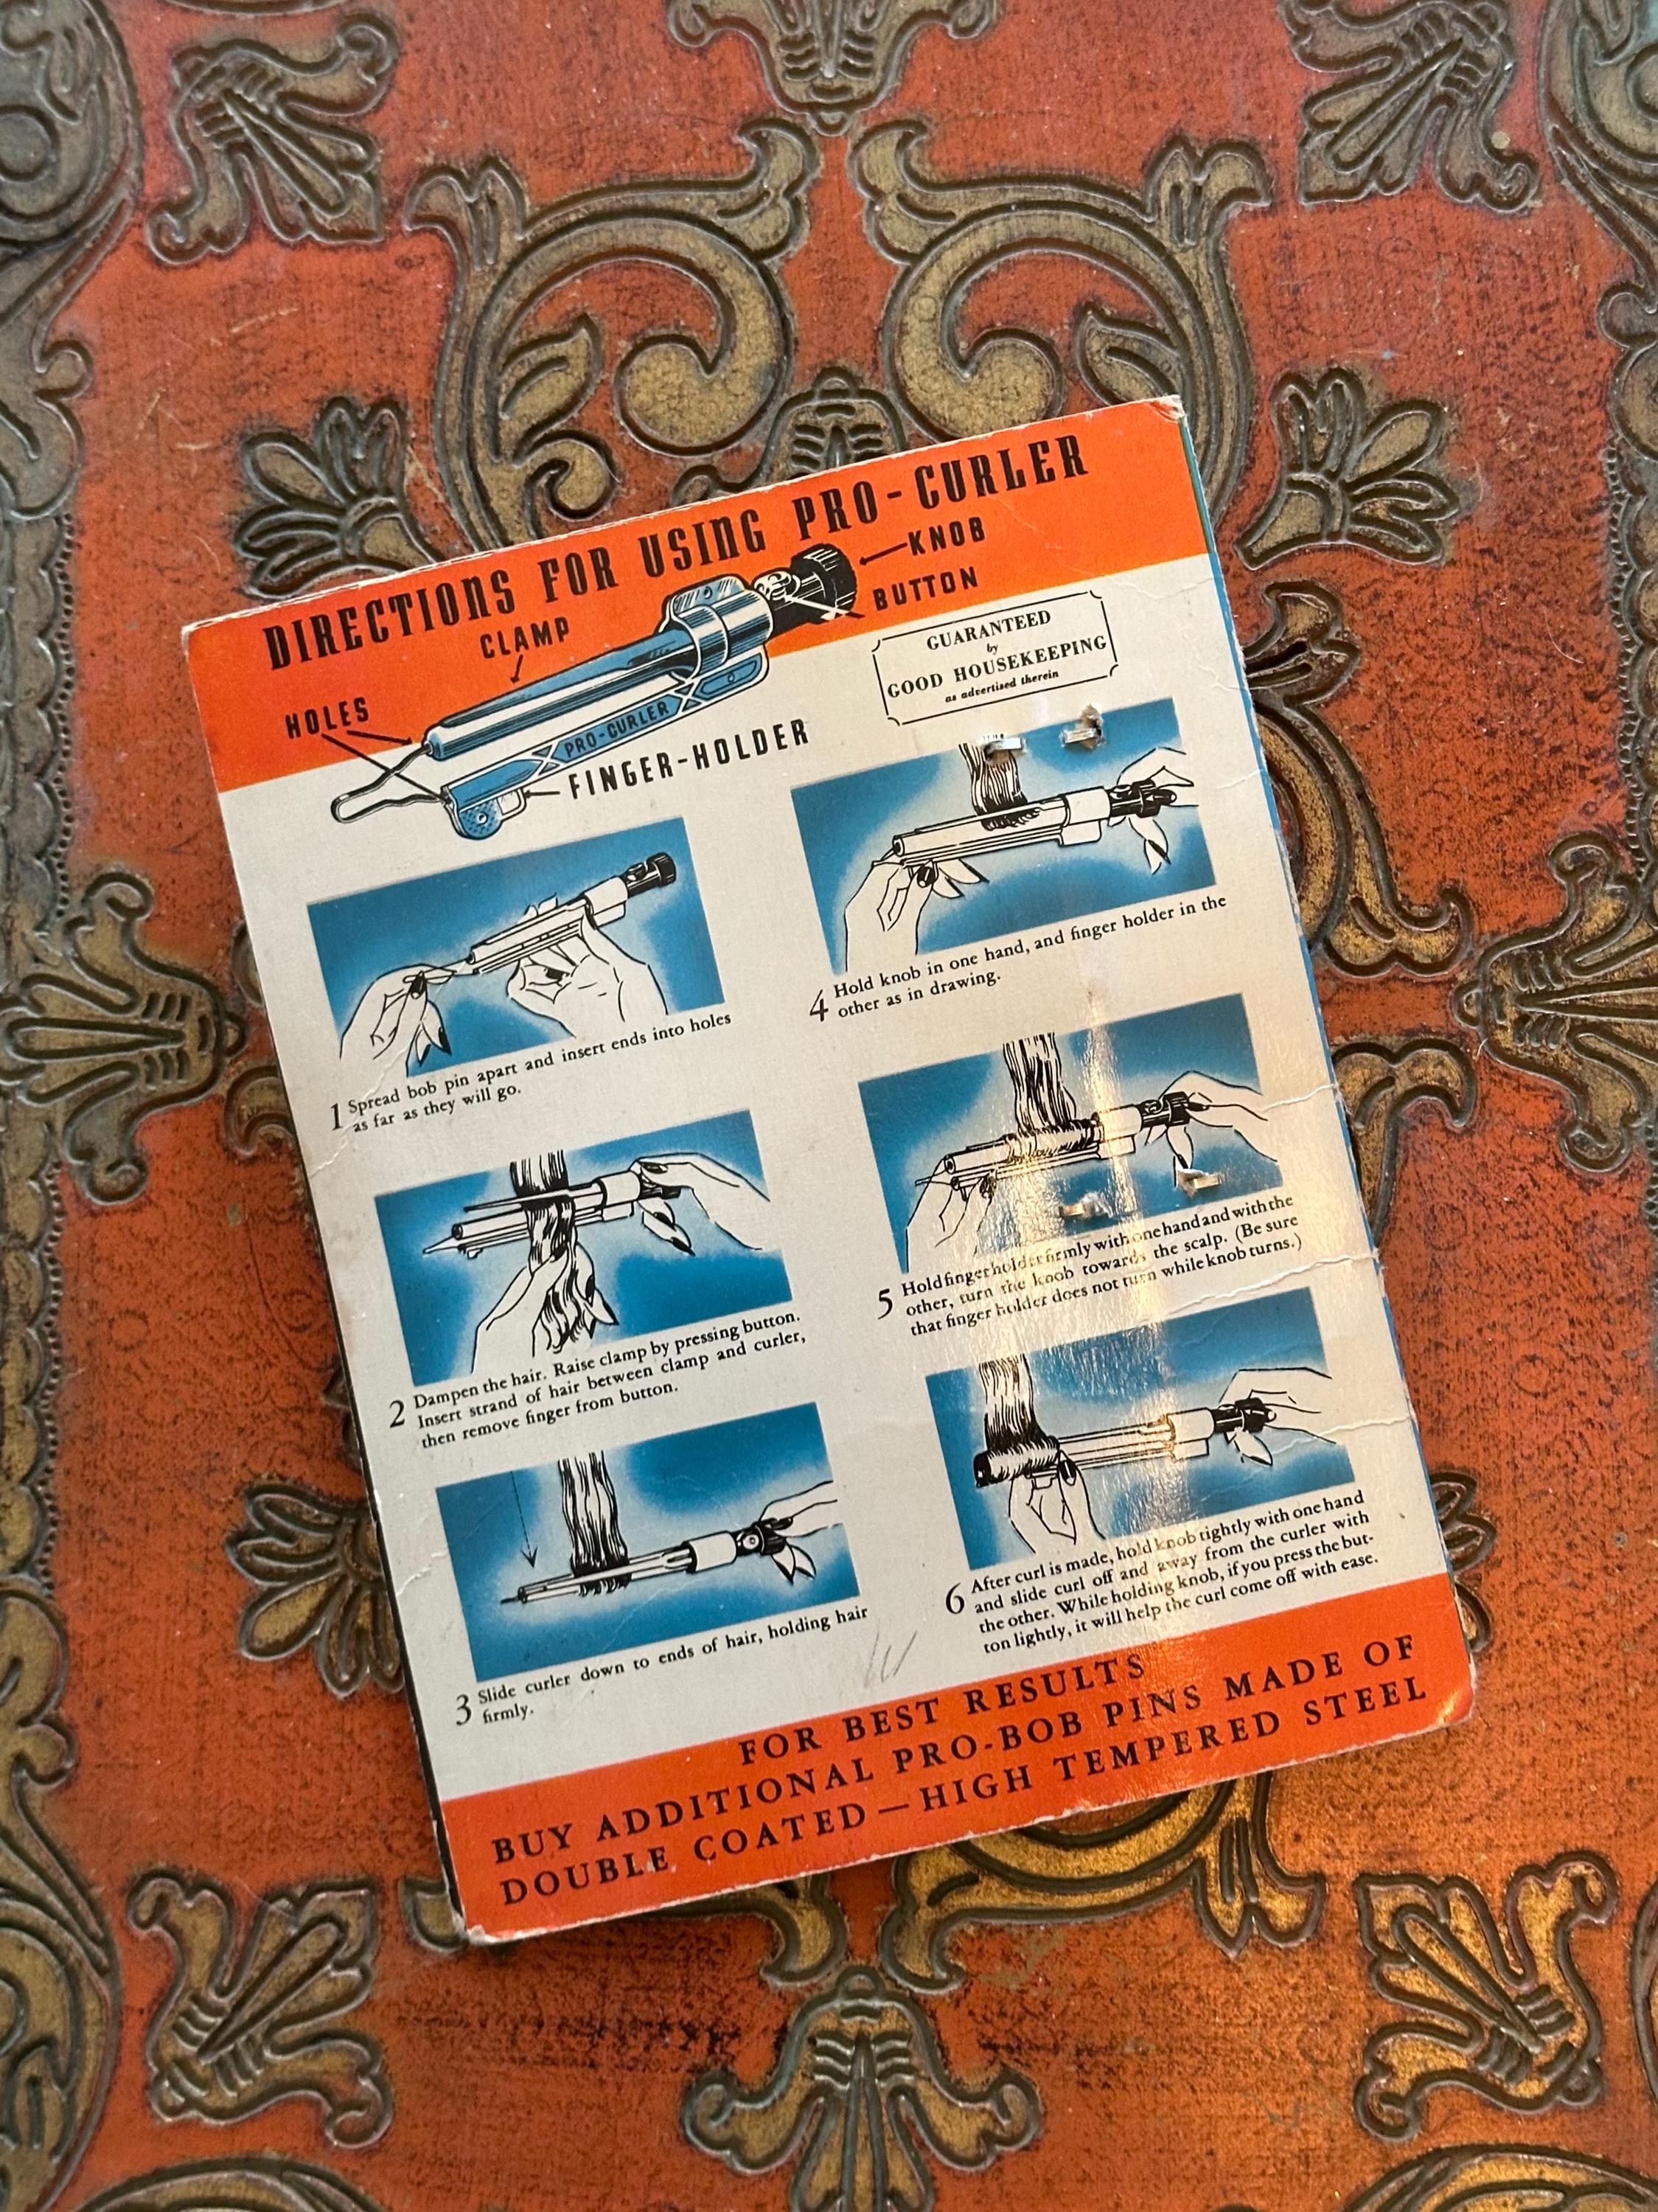 DIRECTIONS FOR USING PRO-CURLER
KNOB
BUTTON
CLAMP
HOLES
PRO-CURLER
FINGER-HOLDER
GUARANTEED
by
GOOD HOUSEKEEPING
as advertised therein
1 Spread bob pin apart and insert ends into holes
as far as they will go.
2 Dampen the hair. Raise clamp by pressing button.
Insert strand of hair between clamp and curler,
then remove finger from button.
3 Slide curler down to ends of hair, holding hair
firmly.
4 Hold knob in one hand, and finger holder in the
other as in drawing.
5 Hold finger holder firmly with one hand and with the
other, turn the knob towards the scalp. (Be sure
that finger holder does not turn while knob turns.)
6 After curl is made, hold knob tightly with one hand
and slide curl off and away from the curler with
the other. While holding knob, if you press the but-
ton lightly, it will help the curl come off with ease.
FOR BEST RESULTS
BUY ADDITIONAL PRO-BOB PINS MADE OF
DOUBLE COATED — HIGH TEMPERED STEEL